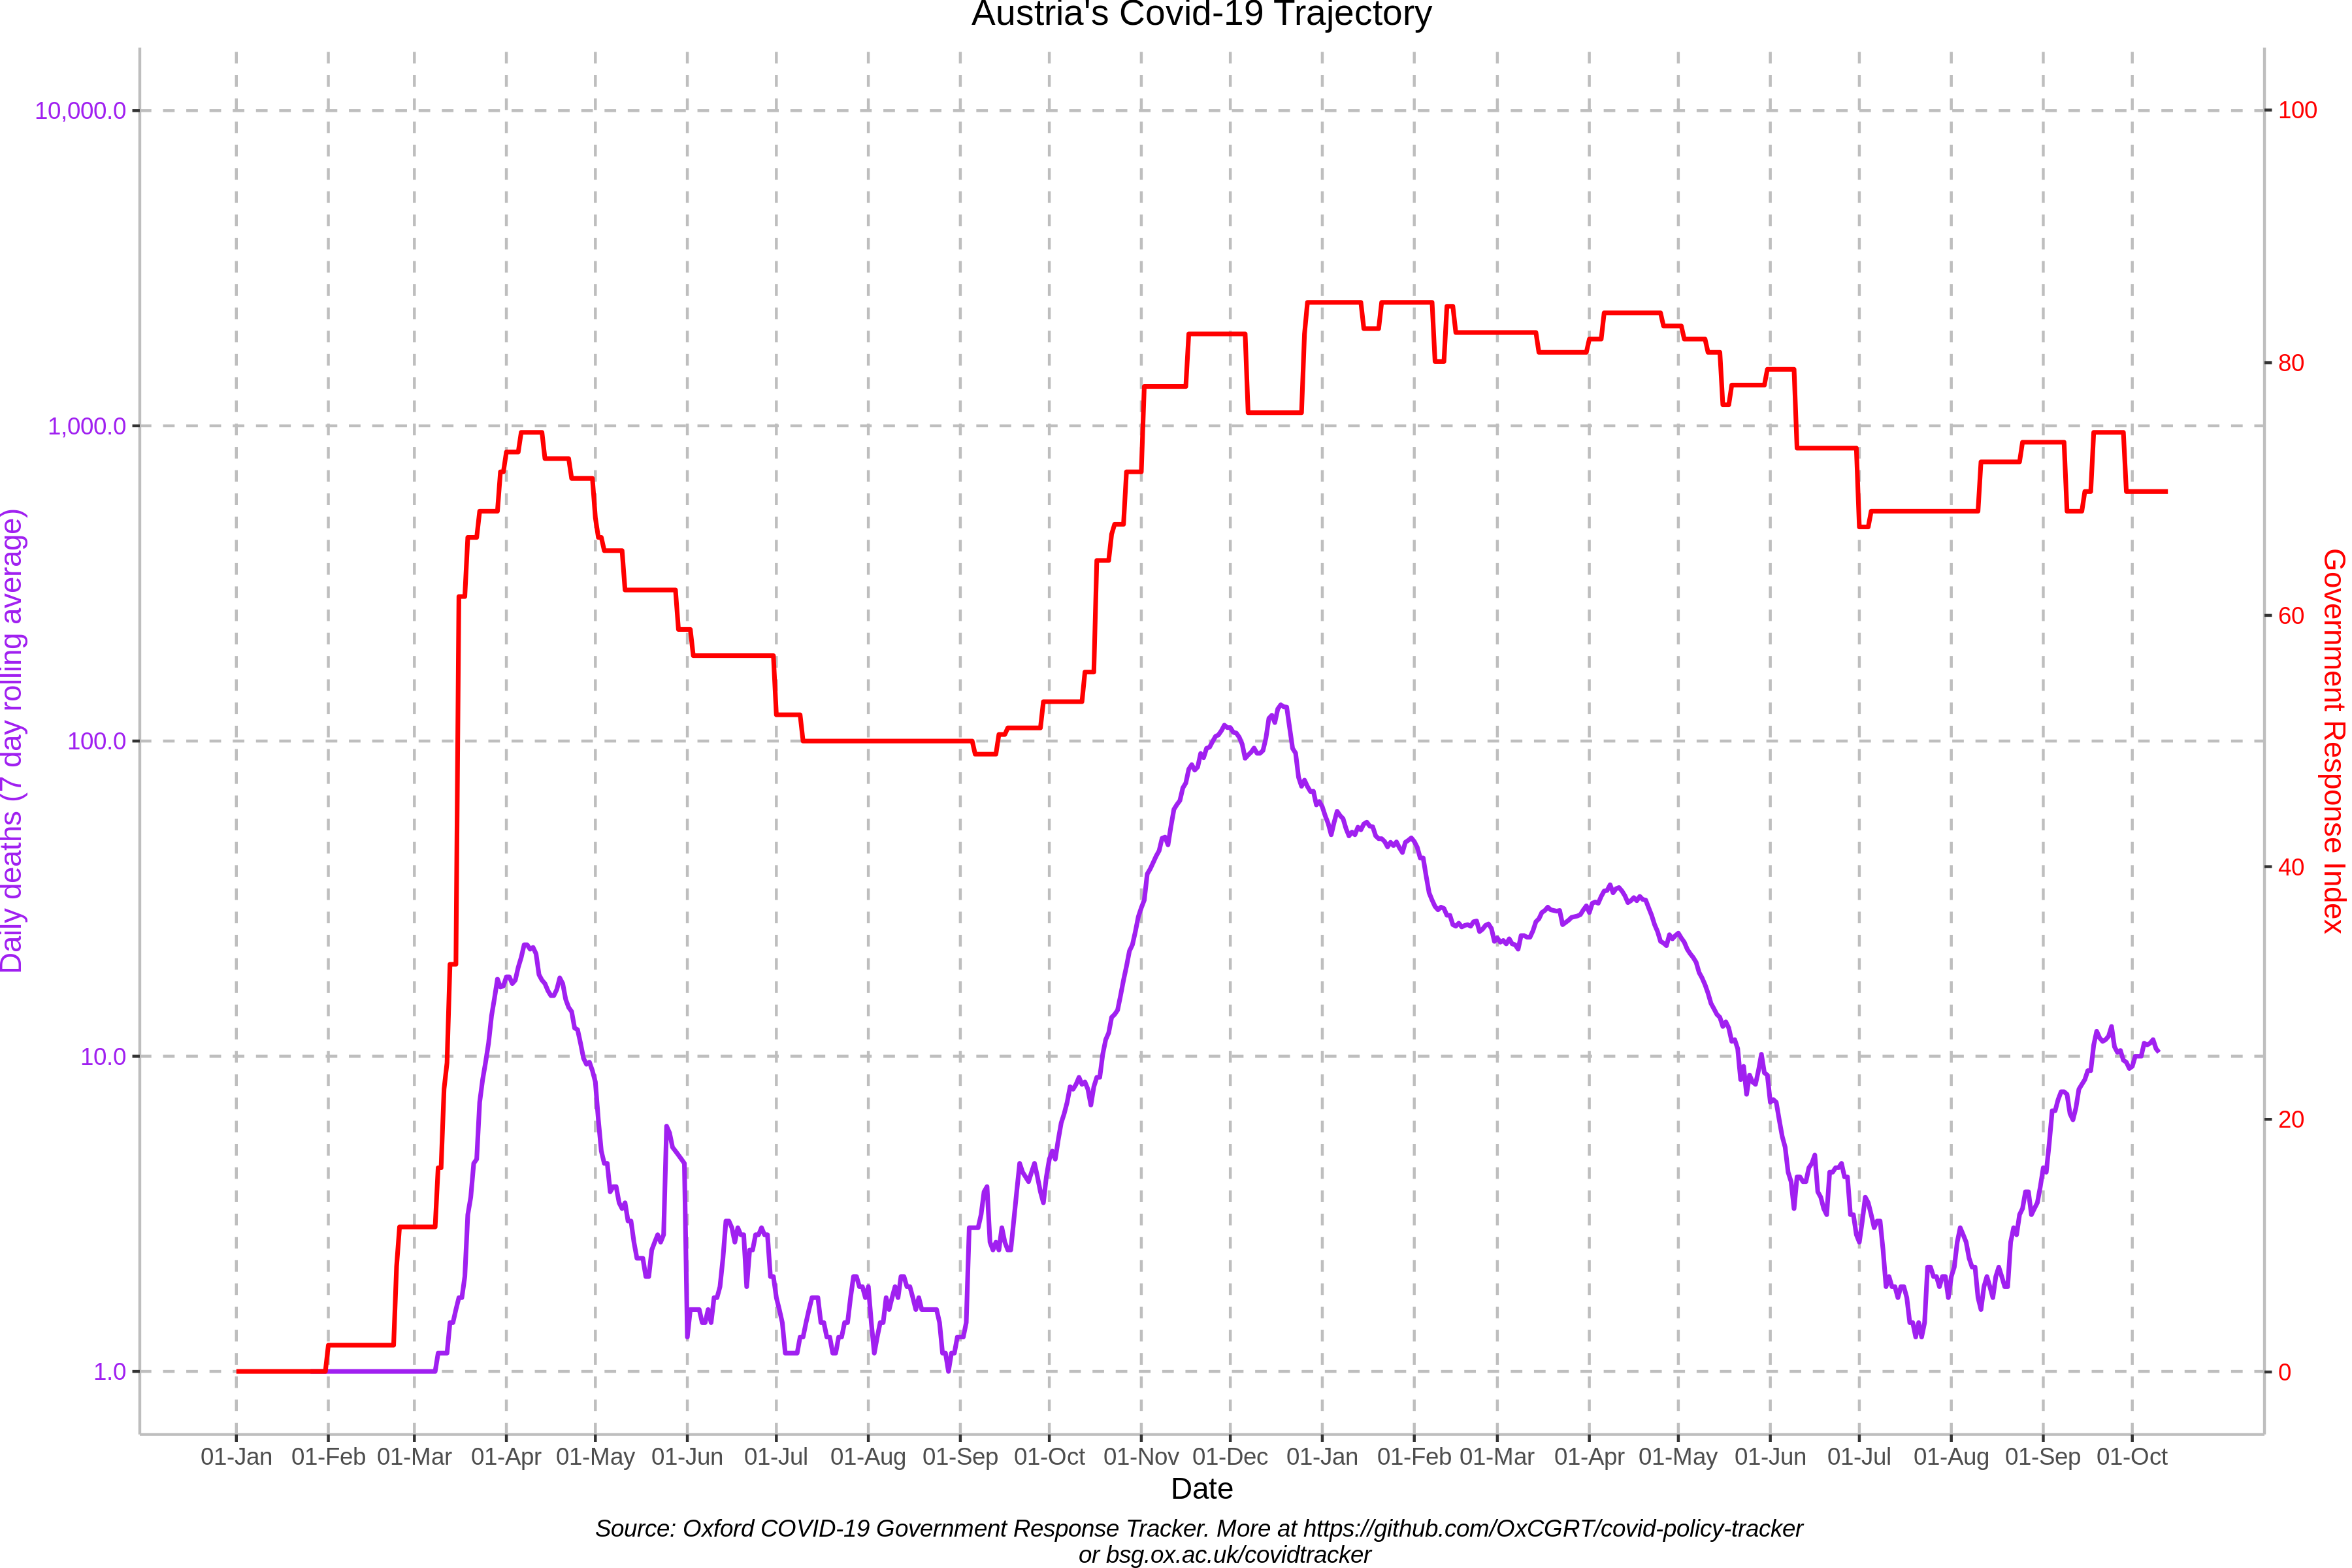 Austria's Covid-19 Trajectory
10,000.0
1,000.0
100.0
10.0
1.0
Daily deaths (7 day rolling average)
100
80
60
40
20
0
Government Response Index
01-Jan 01-Feb 01-Mar 01-Apr 01-May 01-Jun 01-Jul 01-Aug 01-Sep 01-Oct 01-Nov 01-Dec 01-Jan 01-Feb 01-Mar 01-Apr 01-May 01-Jun 01-Jul 01-Aug 01-Sep 01-Oct
Date
Source: Oxford COVID-19 Government Response Tracker. More at https://github.com/OxCGRT/covid-policy-tracker
or bsg.ox.ac.uk/covidtracker